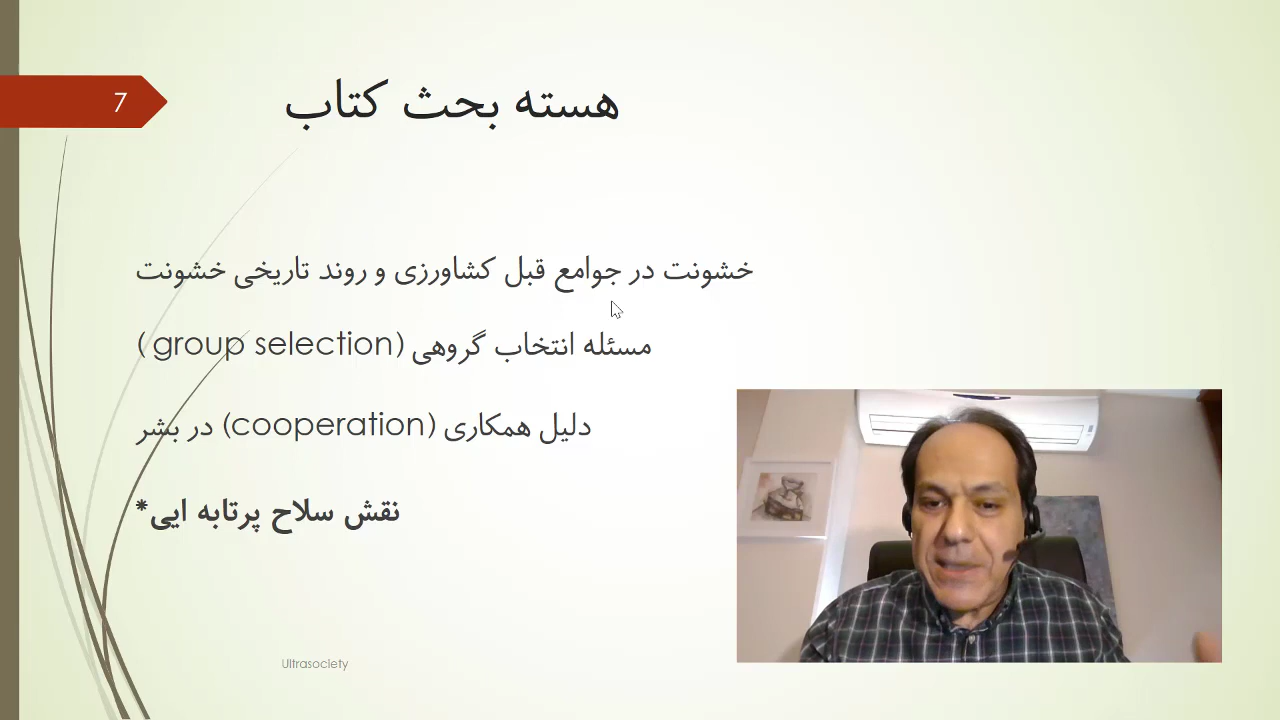 7
هسته بحث کتاب
خشونت در جوامع قبل کشاورزی و روند تاریخی خشونت
مسئله انتخاب گروهی (group selection)
دلیل همکاری (cooperation) در بشر
نقش سلاح پرتابه ایی*
Ultrasociety